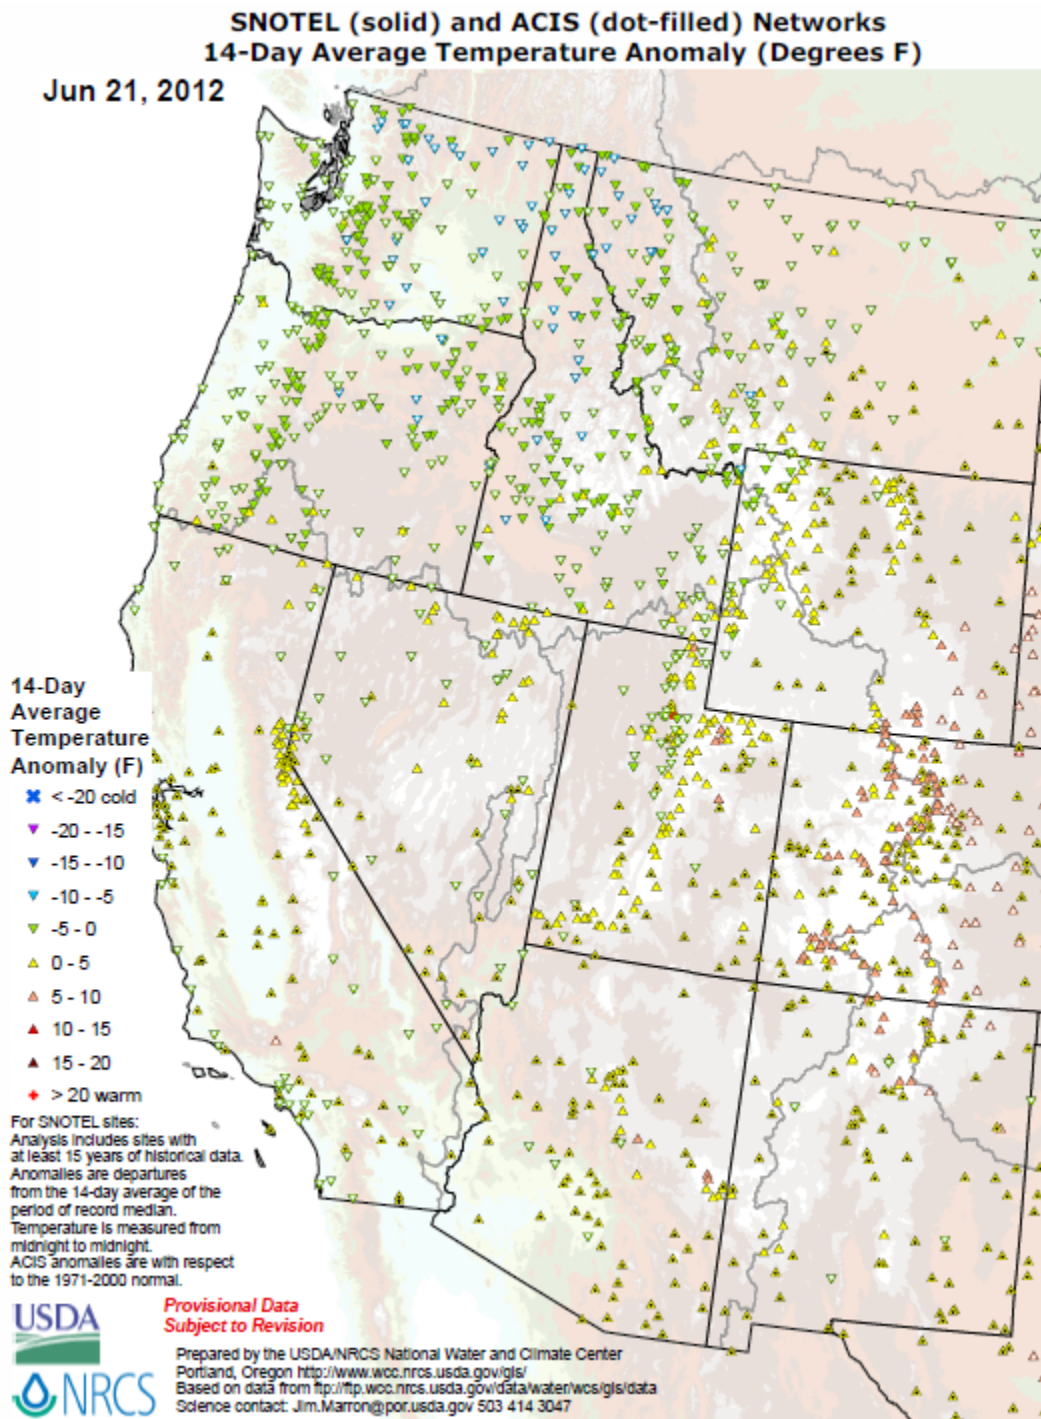 SNOTEL (solid) and ACIS (dot-filled) Networks
14-Day Average Temperature Anomaly (Degrees F)
Jun 21, 2012
14-Day
Average
Temperature
Anomaly (F)
< -20 cold
-20 - -15
-15 - -10
-10 - -5
-5 - 0
0 - 5
5 - 10
10 - 15
15 - 20
> 20 warm
For SNOTEL sites:
Analysis includes sites with
at least 15 years of historical data.
Anomalies are departures
from the 14-day average of the
period of record median.
Temperature is measured from
midnight to midnight.
ACIS anomalies are with respect
to the 1971-2000 normal.
USDA
NRCS
Provisional Data
Subject to Revision
Prepared by the USDA/NRCS National Water and Climate Center
Portland, Oregon http://www.wcc.nrcs.usda.gov/gis/
Based on data from ftp://ftp.wcc.nrcs.usda.gov/data/water/wcs/gis/data
Science contact: Jim.Marron@por.usda.gov 503 414 3047